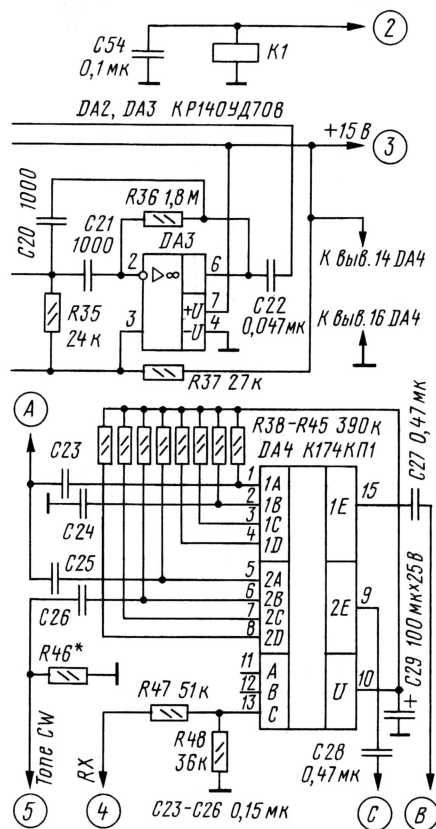 C54
0,1 мк
K1
2
DA2, DA3 КР140УД708
+15 В
3
C20 1000
R36 1,8 М
C21
1000
DA3
2
▷∞
6
7
+U
4
-U
3
R35
24 к
C22
0,047 мк
К выв. 14 DA4
К выв. 16 DA4
R37 27 к
A
C23
R38-R45 390 к
DA4 К174КП1
C27 0,47 мк
1
1A
2
1B
3
1C
4
1D
1E
15
C24
C25
5
2A
6
2B
7
2C
8
2D
2E
9
C26
R46*
11
A
12
B
13
C
U
10
C29 100 мк×25 В
+
R47 51 к
R48
36 к
C28
0,47 мк
Tone CW
RX
5
4
C23-C26 0,15 мк
C
B